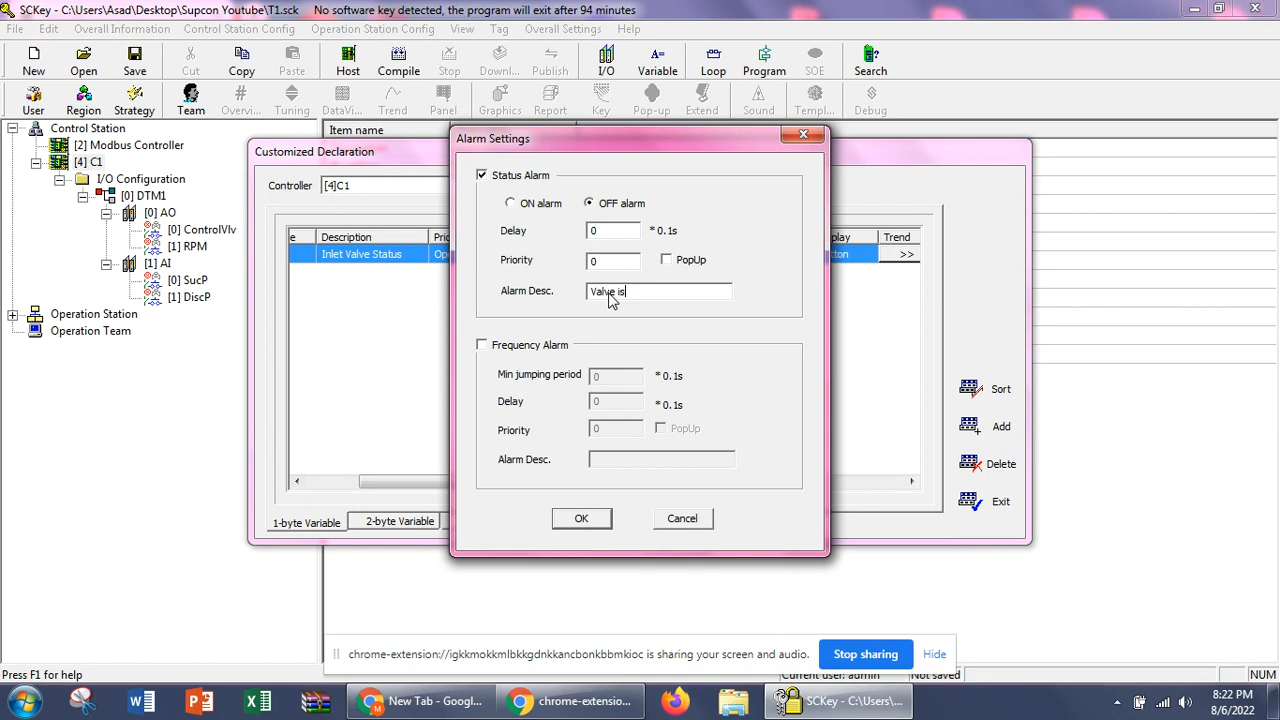 SCKey - C:\Users\Asad\Desktop\Supcon Youtube\T1.sck No software key detected, the program will exit after 94 minutes
File Edit Overall Information Control Station Config Operation Station Config View Tag Overall Settings Help
New Open Save Cut Copy Paste Host Compile Stop Downl... Publish I/O Variable Loop Program SOE Search
User Region Strategy Team Overvi... Tuning DataVi... Trend Panel Graphics Report Key Pop-up Extend Sound Templ... Debug
Control Station
[2] Modbus Controller
[4] C1
I/O Configuration
[0] DTM1
[0] AO
[0] ControlVlv
[1] RPM
[1] AI
[0] SucP
[1] DiscP
Operation Station
Operation Team
Item name
Customized Declaration
Controller [4]C1
e Description Pri play Trend
Inlet Valve Status Ope tton >>
1-byte Variable 2-byte Variable
Sort
Add
Delete
Exit
Alarm Settings
Status Alarm
ON alarm OFF alarm
Delay 0 * 0.1s
Priority 0 PopUp
Alarm Desc. Valve is
Frequency Alarm
Min jumping period 0 * 0.1s
Delay 0 * 0.1s
Priority 0 PopUp
Alarm Desc.
OK Cancel
chrome-extension://igkkmokkmlbkkgdnkkancbonkbbmkioc is sharing your screen and audio. Stop sharing Hide
Press F1 for help Current user: admin Not saved NUM
New Tab - Google... chrome-extensio... SCKey - C:\Users\... 8:22 PM
8/6/2022